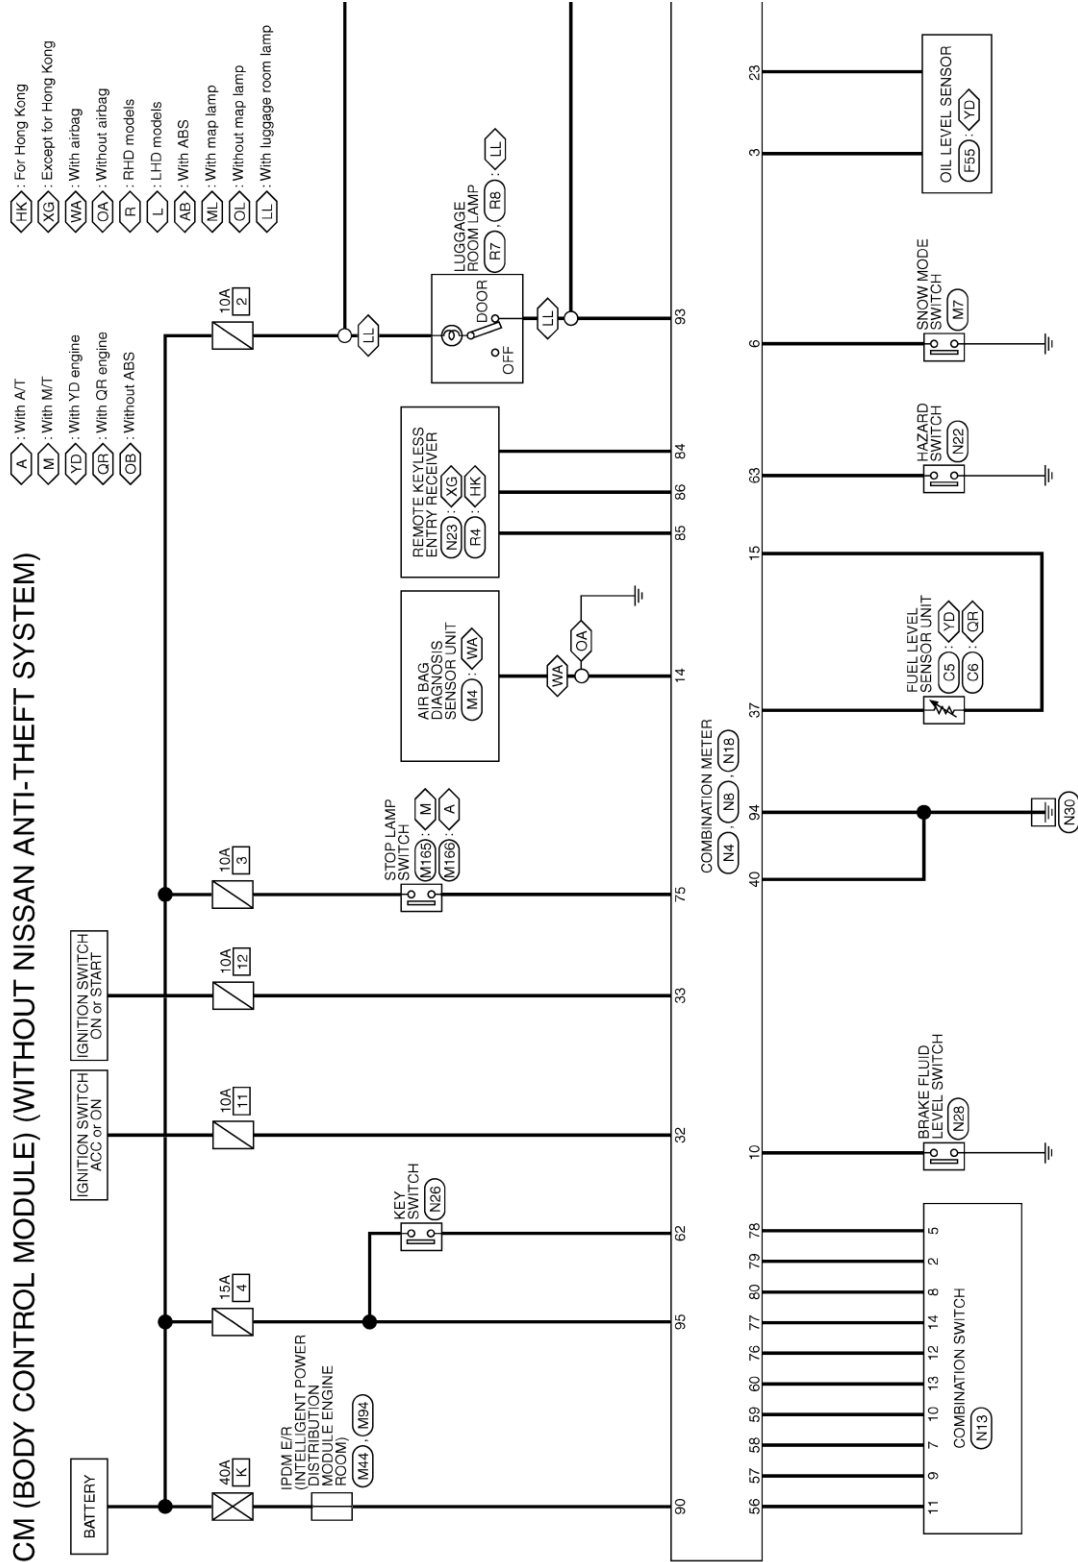 CM (BODY CONTROL MODULE) (WITHOUT NISSAN ANTI-THEFT SYSTEM)
A : With A/T
M : With M/T
YD : With YD engine
QR : With QR engine
OB : Without ABS
HK : For Hong Kong
XG : Except for Hong Kong
WA : With airbag
OA : Without airbag
R : RHD models
L : LHD models
AB : With ABS
ML : With map lamp
OL : Without map lamp
LL : With luggage room lamp
BATTERY
IGNITION SWITCH
ACC or ON
IGNITION SWITCH
ON or START
40A
K
15A
4
10A
11
10A
12
10A
3
10A
2
IPDM E/R
(INTELLIGENT POWER
DISTRIBUTION
MODULE ENGINE
ROOM)
M44 , M94
KEY
SWITCH
N26
STOP LAMP
SWITCH
M165 : M
M166 : A
AIR BAG
DIAGNOSIS
SENSOR UNIT
M4 : WA
WA
OA
REMOTE KEYLESS
ENTRY RECEIVER
N23 : XG
R4 : HK
LL
LUGGAGE
ROOM LAMP
R7 , R8 : LL
OFF
DOOR
LL
90
95
62
32
33
75
14
85
86
84
93
COMBINATION METER
N4 , N8 , N18
56
57
58
59
60
76
77
80
79
78
10
40
94
37
15
63
6
3
23
11
9
7
10
13
12
14
8
2
5
COMBINATION SWITCH
N13
BRAKE FLUID
LEVEL SWITCH
N28
N30
FUEL LEVEL
SENSOR UNIT
C5 : YD
C6 : QR
HAZARD
SWITCH
N22
SNOW MODE
SWITCH
M7
OIL LEVEL SENSOR
F55 : YD